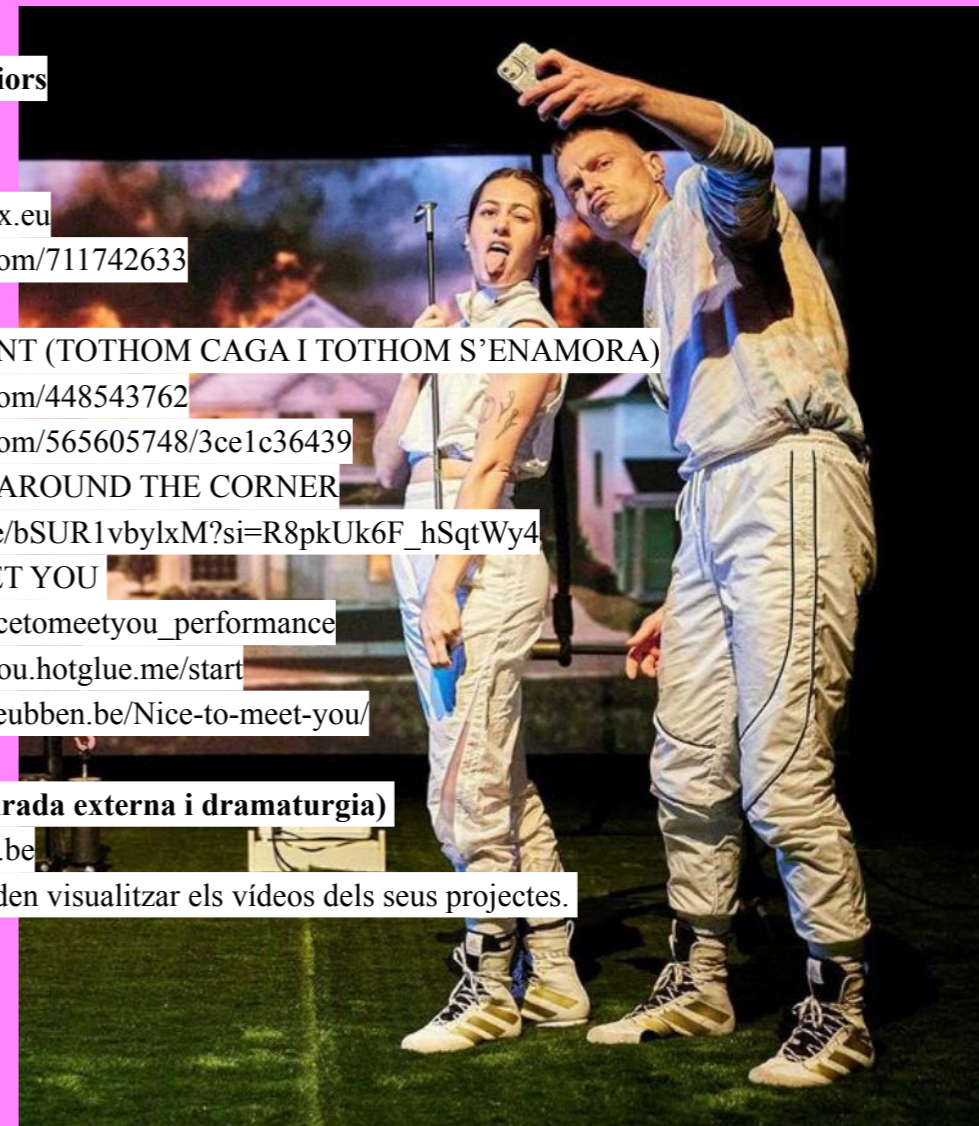 iors
x.eu
om/711742633
NT (TOTHOM CAGA I TOTHOM S’ENAMORA)
om/448543762
om/565605748/3ce1c36439
AROUND THE CORNER
e/bSUR1vbylxM?si=R8pkUk6F_hSqtWy4
ET YOU
cetomeetyou_performance
ou.hotglue.me/start
eubben.be/Nice-to-meet-you/
irada externa i dramaturgia)
.be
den visualitzar els vídeos dels seus projectes.